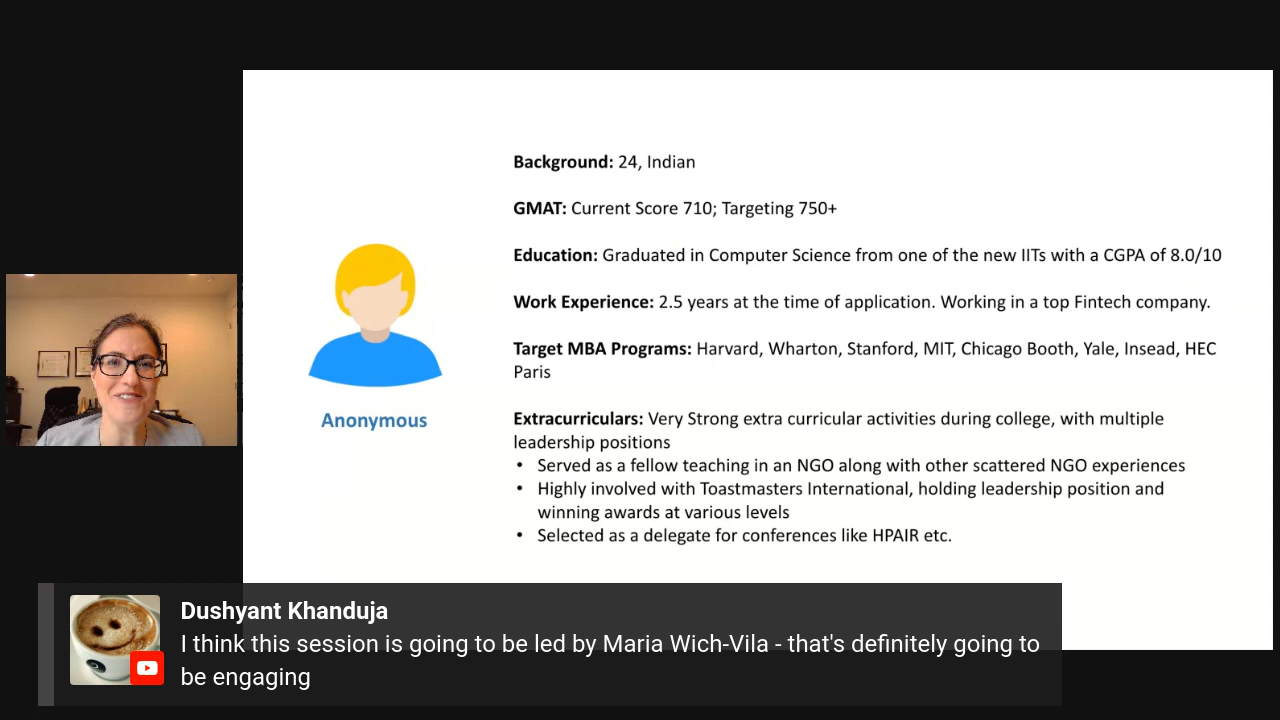 Background: 24, Indian
GMAT: Current Score 710; Targeting 750+
Education: Graduated in Computer Science from one of the new IITs with a CGPA of 8.0/10
Work Experience: 2.5 years at the time of application. Working in a top Fintech company.
Target MBA Programs: Harvard, Wharton, Stanford, MIT, Chicago Booth, Yale, Insead, HEC
Paris
Anonymous
Extracurriculars: Very Strong extra curricular activities during college, with multiple
leadership positions
• Served as a fellow teaching in an NGO along with other scattered NGO experiences
• Highly involved with Toastmasters International, holding leadership position and
winning awards at various levels
• Selected as a delegate for conferences like HPAIR etc.
Dushyant Khanduja
I think this session is going to be led by Maria Wich-Vila - that's definitely going to
be engaging